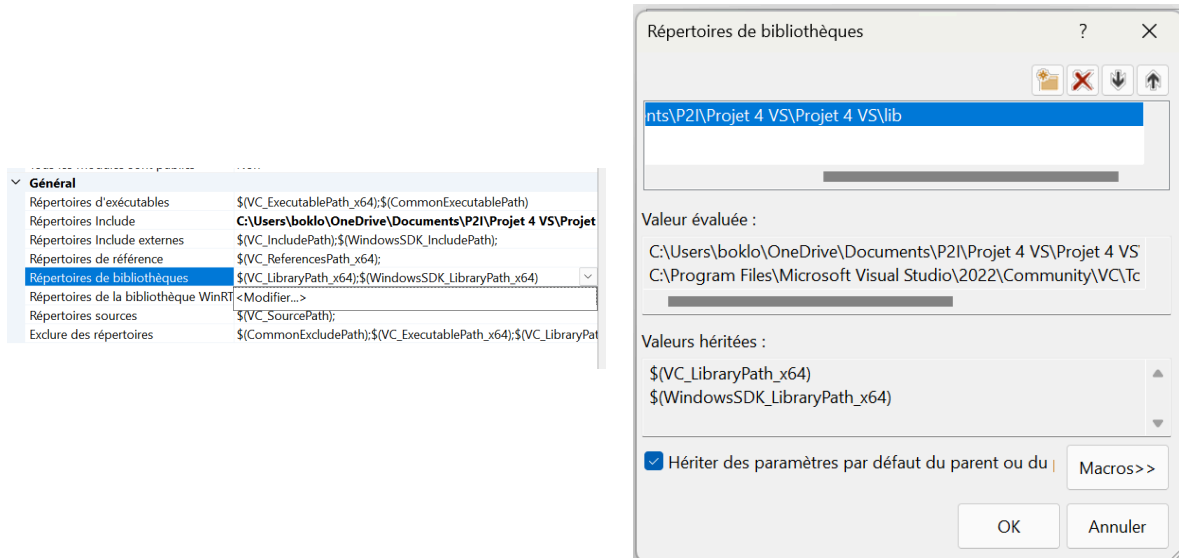 Général
Répertoires d'exécutables $(VC_ExecutablePath_x64);$(CommonExecutablePath)
Répertoires Include C:\Users\boklo\OneDrive\Documents\P2I\Projet 4 VS\Projet
Répertoires Include externes $(VC_IncludePath);$(WindowsSDK_IncludePath);
Répertoires de référence $(VC_ReferencesPath_x64);
Répertoires de bibliothèques $(VC_LibraryPath_x64);$(WindowsSDK_LibraryPath_x64)
Répertoires de la bibliothèque WinRT <Modifier...>
Répertoires sources $(VC_SourcePath);
Exclure des répertoires $(CommonExcludePath);$(VC_ExecutablePath_x64);$(VC_LibraryPat
Répertoires de bibliothèques ?
nts\P2I\Projet 4 VS\Projet 4 VS\lib
Valeur évaluée :
C:\Users\boklo\OneDrive\Documents\P2I\Projet 4 VS\Projet 4 VS
C:\Program Files\Microsoft Visual Studio\2022\Community\VC\Tc
Valeurs héritées :
$(VC_LibraryPath_x64)
$(WindowsSDK_LibraryPath_x64)
Hériter des paramètres par défaut du parent ou du
Macros>>
OK Annuler